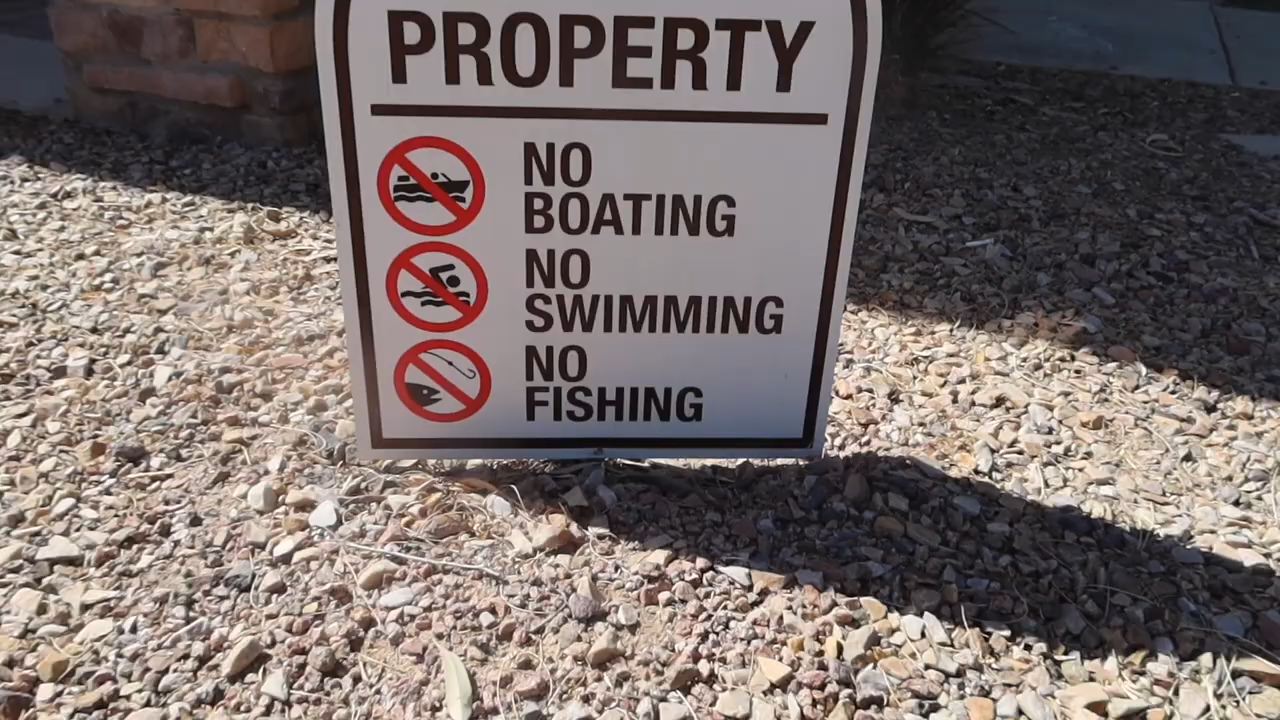 PROPERTY
NO
BOATING
NO
SWIMMING
NO
FISHING